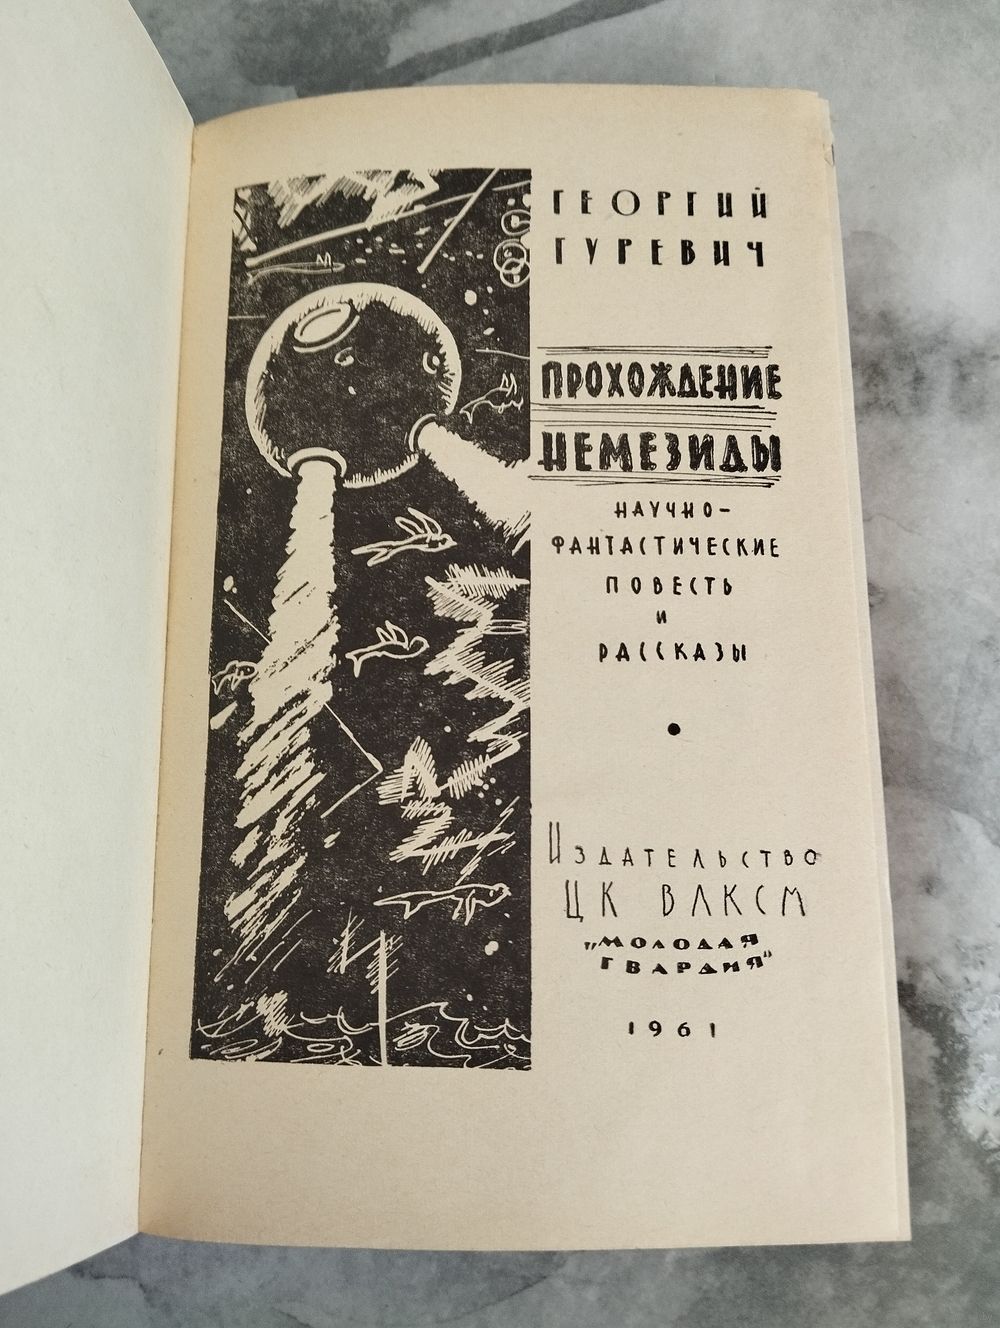 ГЕОРГИЙ
ГУРЕВИЧ
ПРОХОЖДЕНИЕ
НЕМЕЗИДЫ
НАУЧНО-
ФАНТАСТИЧЕСКИЕ
ПОВЕСТЬ
И
РАССКАЗЫ
ИЗДАТЕЛЬСТВО
ЦК ВЛКСМ
„МОЛОДАЯ
ГВАРДИЯ"
1961